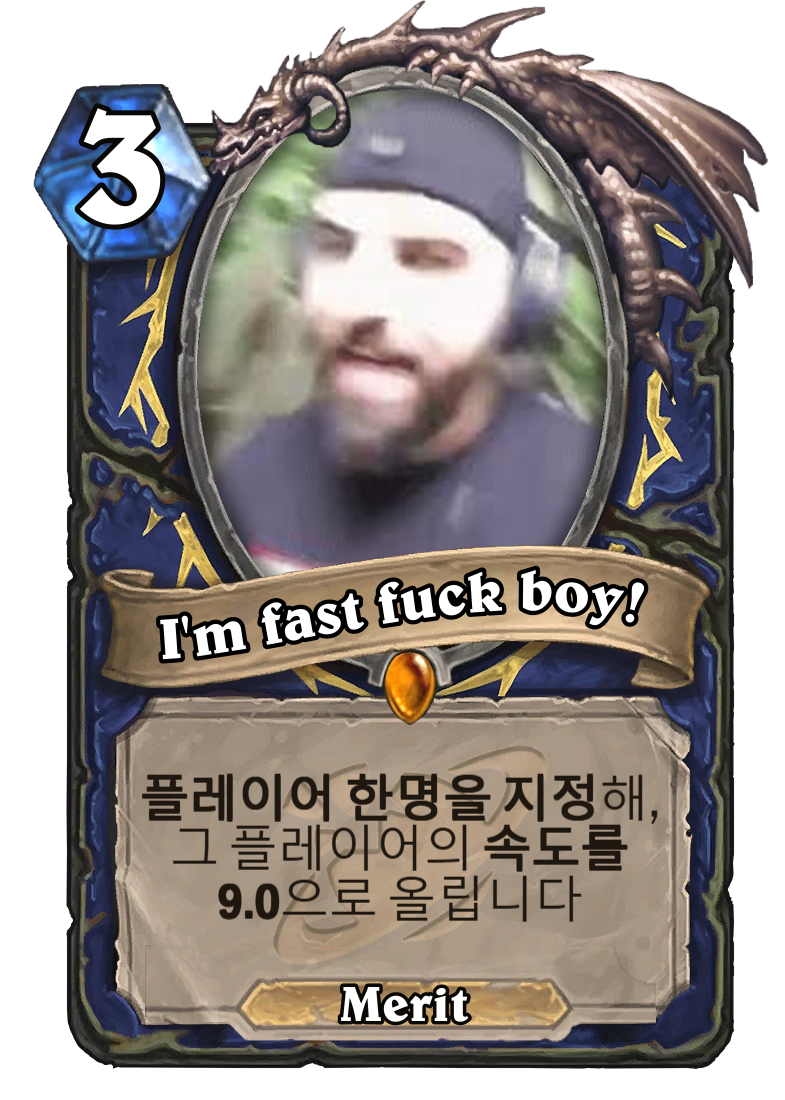 3
I'm fast fuck boy!
플레이어 한명을 지정해,
그 플레이어의 속도를
9.0으로 올립니다
Merit